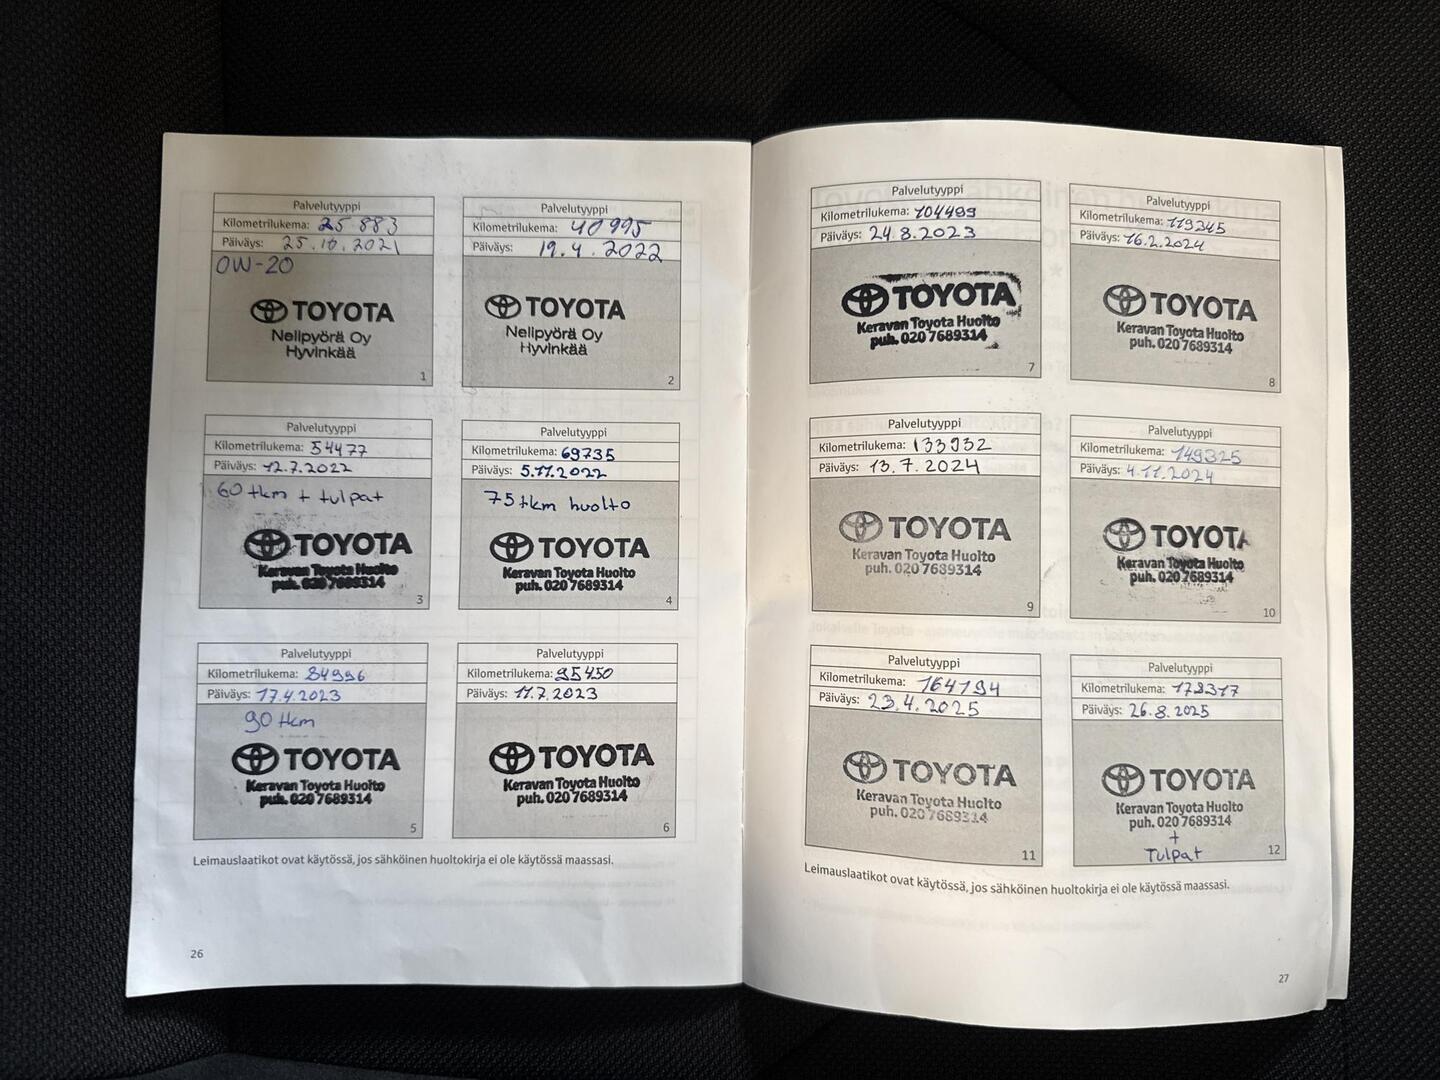 Palvelutyyppi
Kilometrilukema: 25 883
Päiväys: 25.10.2021
0W-20
TOYOTA
Nelipyörä Oy
Hyvinkää
1
Palvelutyyppi
Kilometrilukema: 40995
Päiväys: 19.4.2022
TOYOTA
Nelipyörä Oy
Hyvinkää
2
Palvelutyyppi
Kilometrilukema: 54477
Päiväys: 12.7.2022
60 tkm + tulpat
TOYOTA
Keravan Toyota Huolto
puh. 020 7689314
3
Palvelutyyppi
Kilometrilukema: 69735
Päiväys: 5.11.2022
75 tkm huolto
TOYOTA
Keravan Toyota Huolto
puh. 020 7689314
4
Palvelutyyppi
Kilometrilukema: 84996
Päiväys: 17.4.2023
90 tkm
TOYOTA
Keravan Toyota Huolto
puh. 020 7689314
5
Palvelutyyppi
Kilometrilukema: 95450
Päiväys: 11.7.2023
TOYOTA
Keravan Toyota Huolto
puh. 020 7689314
6
Leimauslaatikot ovat käytössä, jos sähköinen huoltokirja ei ole käytössä maassasi.
26
Palvelutyyppi
Kilometrilukema: 104499
Päiväys: 24.8.2023
TOYOTA
Keravan Toyota Huolto
puh. 020 7689314
7
Palvelutyyppi
Kilometrilukema: 119345
Päiväys: 16.2.2024
TOYOTA
Keravan Toyota Huolto
puh. 020 7689314
8
Palvelutyyppi
Kilometrilukema: 133932
Päiväys: 13.7.2024
TOYOTA
Keravan Toyota Huolto
puh. 020 7689314
9
Palvelutyyppi
Kilometrilukema: 149325
Päiväys: 4.11.2024
TOYOTA
Keravan Toyota Huolto
puh. 020 7689314
10
Palvelutyyppi
Kilometrilukema: 164194
Päiväys: 23.4.2025
TOYOTA
Keravan Toyota Huolto
puh. 020 7689314
11
Palvelutyyppi
Kilometrilukema: 179317
Päiväys: 26.8.2025
TOYOTA
Keravan Toyota Huolto
puh. 020 7689314
+
Tulpat
12
Leimauslaatikot ovat käytössä, jos sähköinen huoltokirja ei ole käytössä maassasi.
27